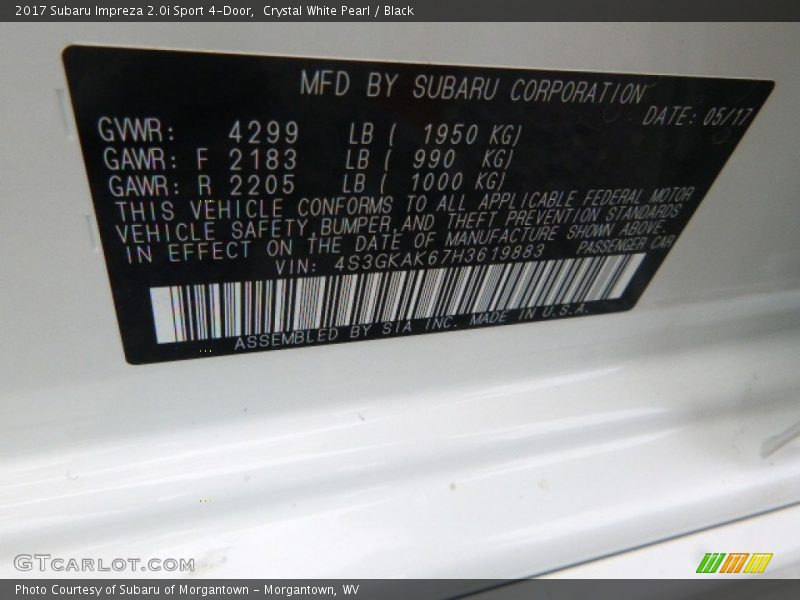 2017 Subaru Impreza 2.0i Sport 4-Door,  Crystal White Pearl / Black
MFD BY SUBARU CORPORATION
DATE: 05/17
GVWR: 4299 LB ( 1950 KG)
GAWR: F 2183 LB ( 990 KG)
GAWR: R 2205 LB ( 1000 KG)
THIS VEHICLE CONFORMS TO ALL APPLICABLE FEDERAL MOTOR
VEHICLE SAFETY,BUMPER,AND THEFT PREVENTION STANDARDS
IN EFFECT ON THE DATE OF MANUFACTURE SHOWN ABOVE.
VIN: 4S3GKAK67H3619883 PASSENGER CAR
ASSEMBLED BY SIA INC. MADE IN U.S.A.
GTCARLOT.COM
Photo Courtesy of Subaru of Morgantown - Morgantown, WV